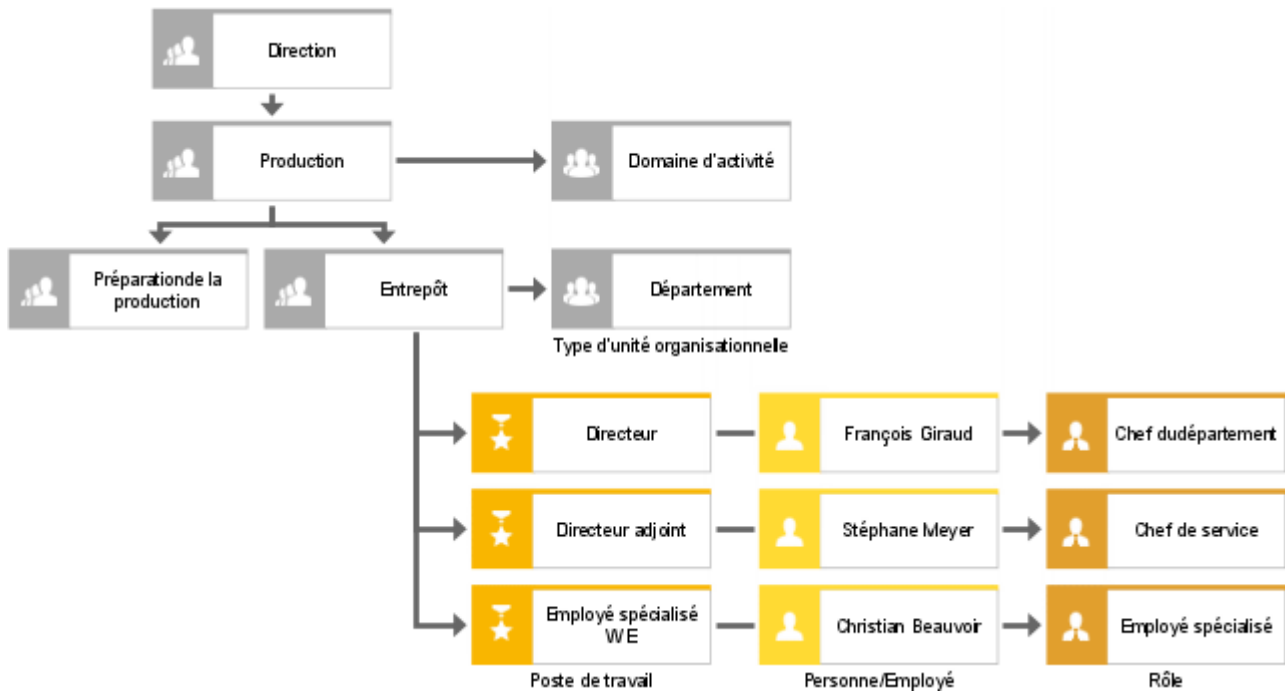 Direction
Production
Domaine d'activité
Préparationde la
production
Entrepôt
Département
Type d'unité organisationnelle
Directeur
François Giraud
Chef dudépartement
Directeur adjoint
Stéphane Meyer
Chef de service
Employé spécialisé
WE
Christian Beauvoir
Employé spécialisé
Poste de travail
Personne/Employé
Rôle